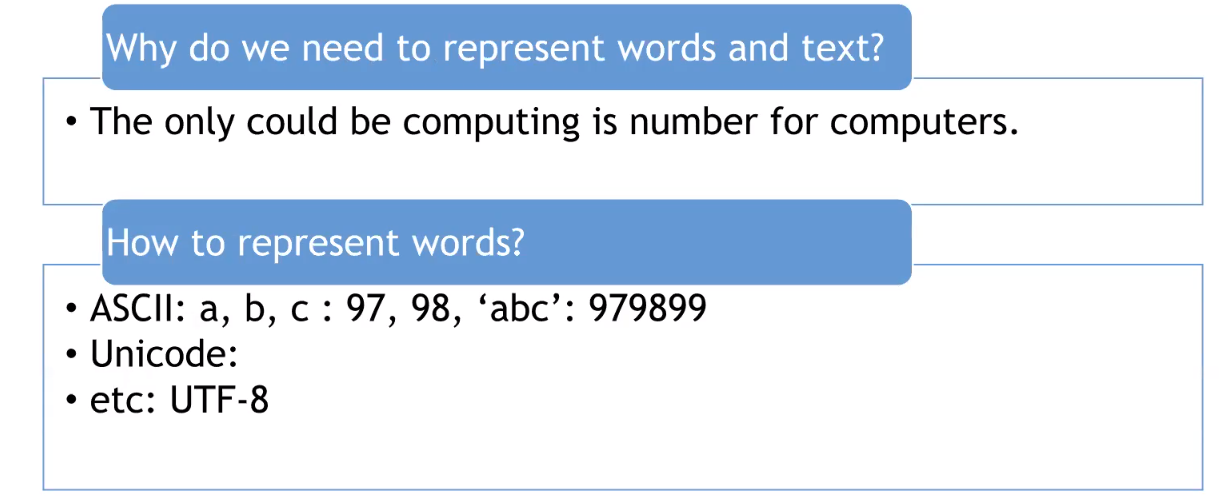 Why do we need to represent words and text?
• The only could be computing is number for computers.
How to represent words?
• ASCII: a, b, c : 97, 98, ‘abc’: 979899
• Unicode:
• etc: UTF-8